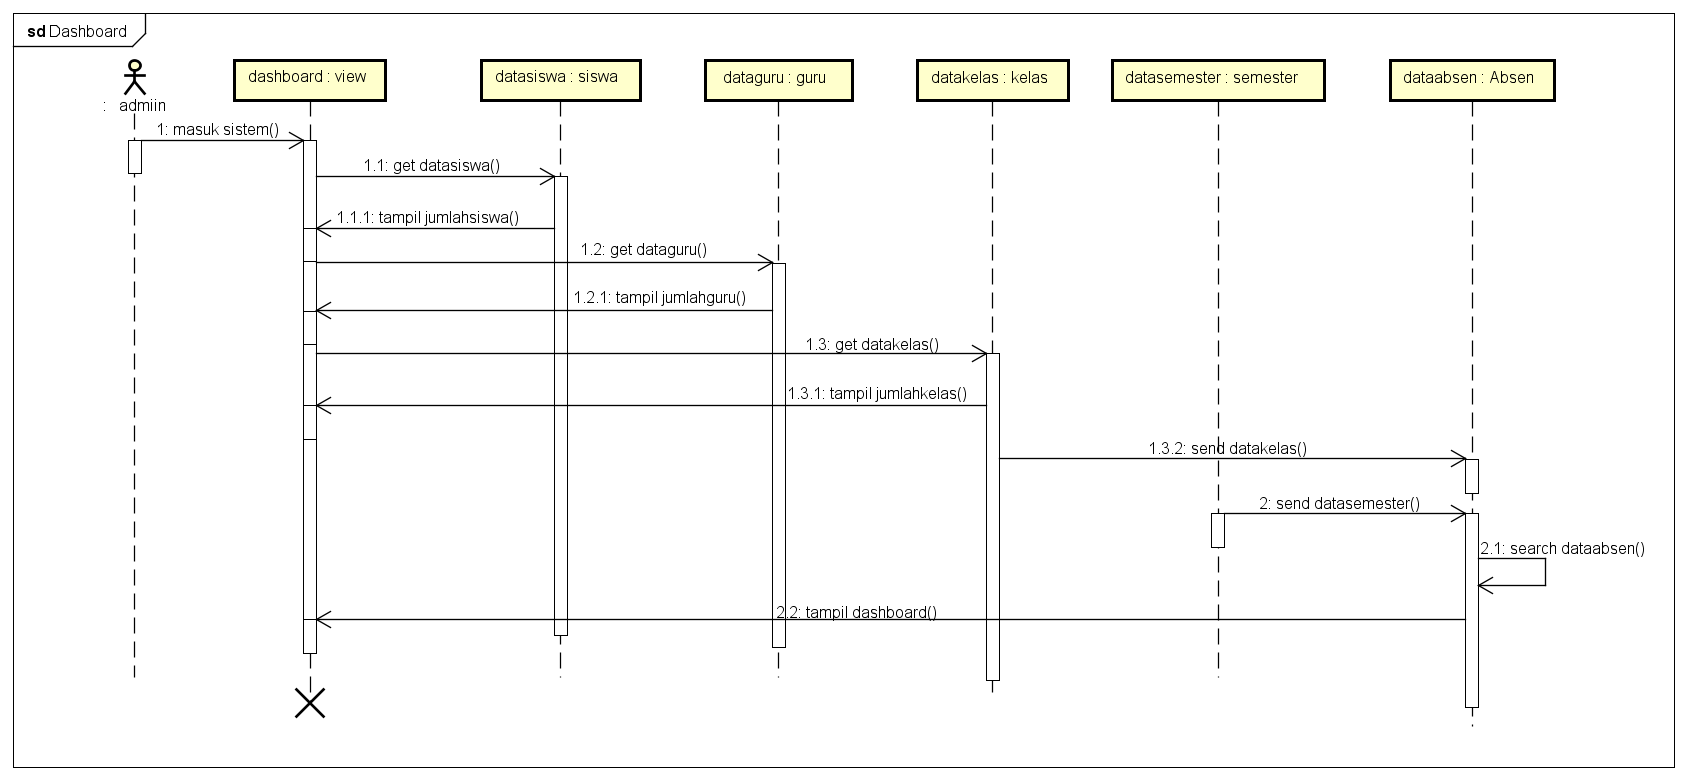 sd Dashboard
: admiin
dashboard : view
datasiswa : siswa
dataguru : guru
datakelas : kelas
datasemester : semester
dataabsen : Absen
1: masuk sistem()
1.1: get datasiswa()
1.1.1: tampil jumlahsiswa()
1.2: get dataguru()
1.2.1: tampil jumlahguru()
1.3: get datakelas()
1.3.1: tampil jumlahkelas()
1.3.2: send datakelas()
2: send datasemester()
2.1: search dataabsen()
2.2: tampil dashboard()